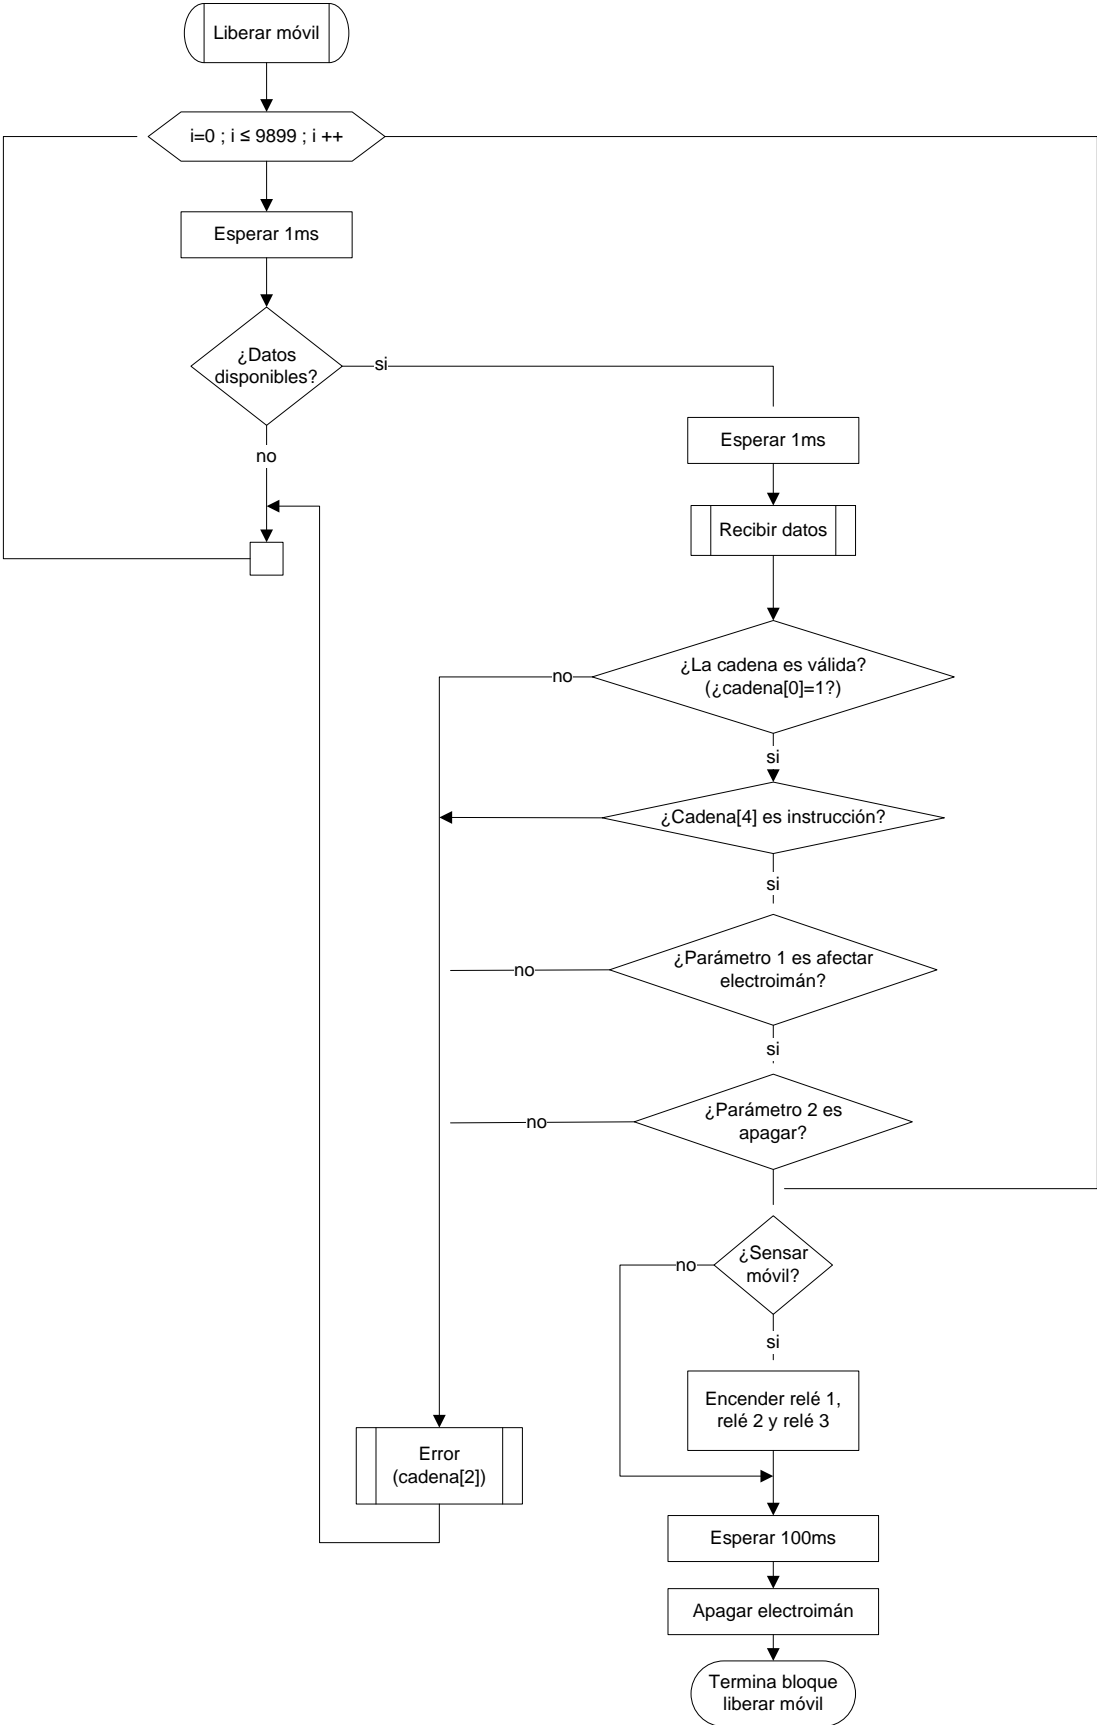 Liberar móvil
i=0 ; i ≤ 9899 ; i ++
Esperar 1ms
¿Datos
disponibles?
si
no
Esperar 1ms
Recibir datos
¿La cadena es válida?
(¿cadena[0]=1?)
no
si
¿Cadena[4] es instrucción?
si
¿Parámetro 1 es afectar
electroimán?
no
si
¿Parámetro 2 es
apagar?
no
¿Sensar
móvil?
no
si
Encender relé 1,
relé 2 y relé 3
Error
(cadena[2])
Esperar 100ms
Apagar electroimán
Termina bloque
liberar móvil